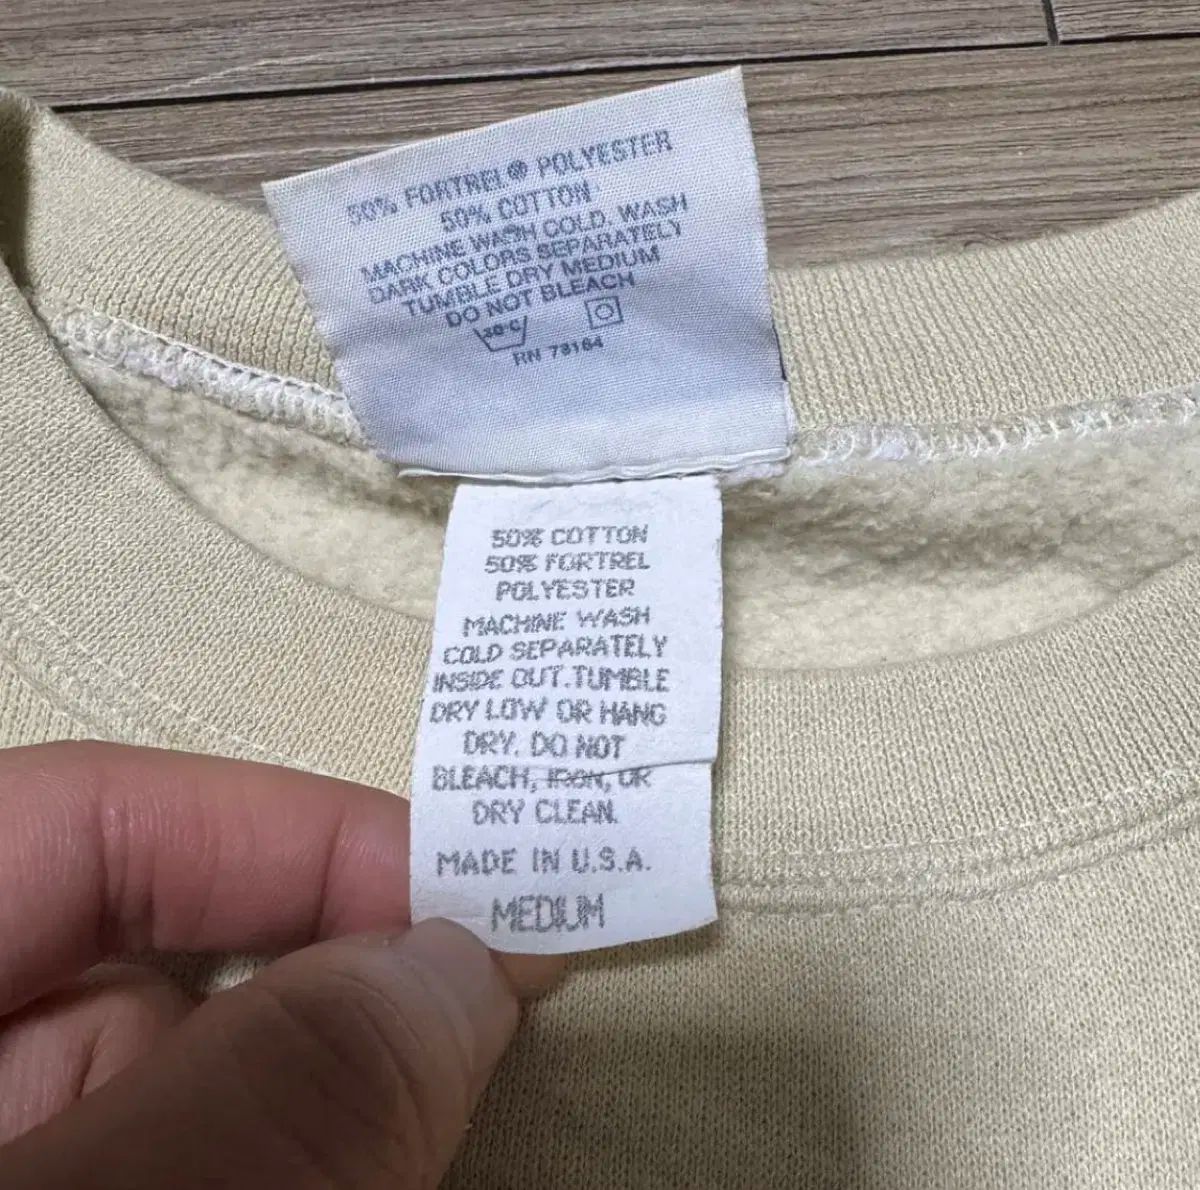 50% FORTREL® POLYESTER
50% COTTON
MACHINE WASH COLD. WASH
DARK COLORS SEPARATELY
TUMBLE DRY MEDIUM
DO NOT BLEACH
30°C
RN 73164
50% COTTON
50% FORTREL
POLYESTER
MACHINE WASH
COLD SEPARATELY
INSIDE OUT. TUMBLE
DRY LOW OR HANG
DRY. DO NOT
BLEACH, IRON, OR
DRY CLEAN.
MADE IN U.S.A.
MEDIUM